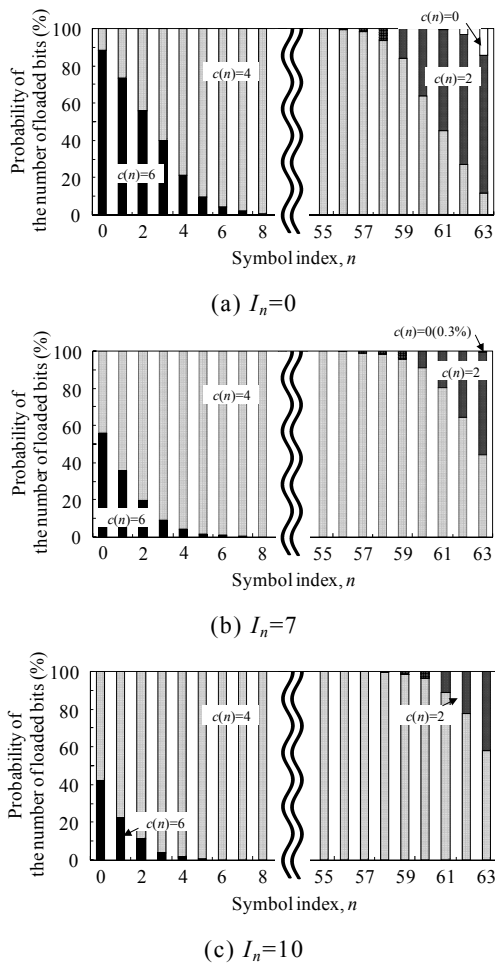 Probability of
the number of loaded bits (%)
100
80
60
40
20
0
c(n)=0
c(n)=4
c(n)=2
c(n)=6
0 2 4 6 8 55 57 59 61 63
Symbol index, n
(a) I_n=0
Probability of
the number of loaded bits (%)
100
80
60
40
20
0
c(n)=0(0.3%)
c(n)=4
c(n)=2
c(n)=6
0 2 4 6 8 55 57 59 61 63
Symbol index, n
(b) I_n=7
Probability of
the number of loaded bits (%)
100
80
60
40
20
0
c(n)=4
c(n)=2
c(n)=6
0 2 4 6 8 55 57 59 61 63
Symbol index, n
(c) I_n=10